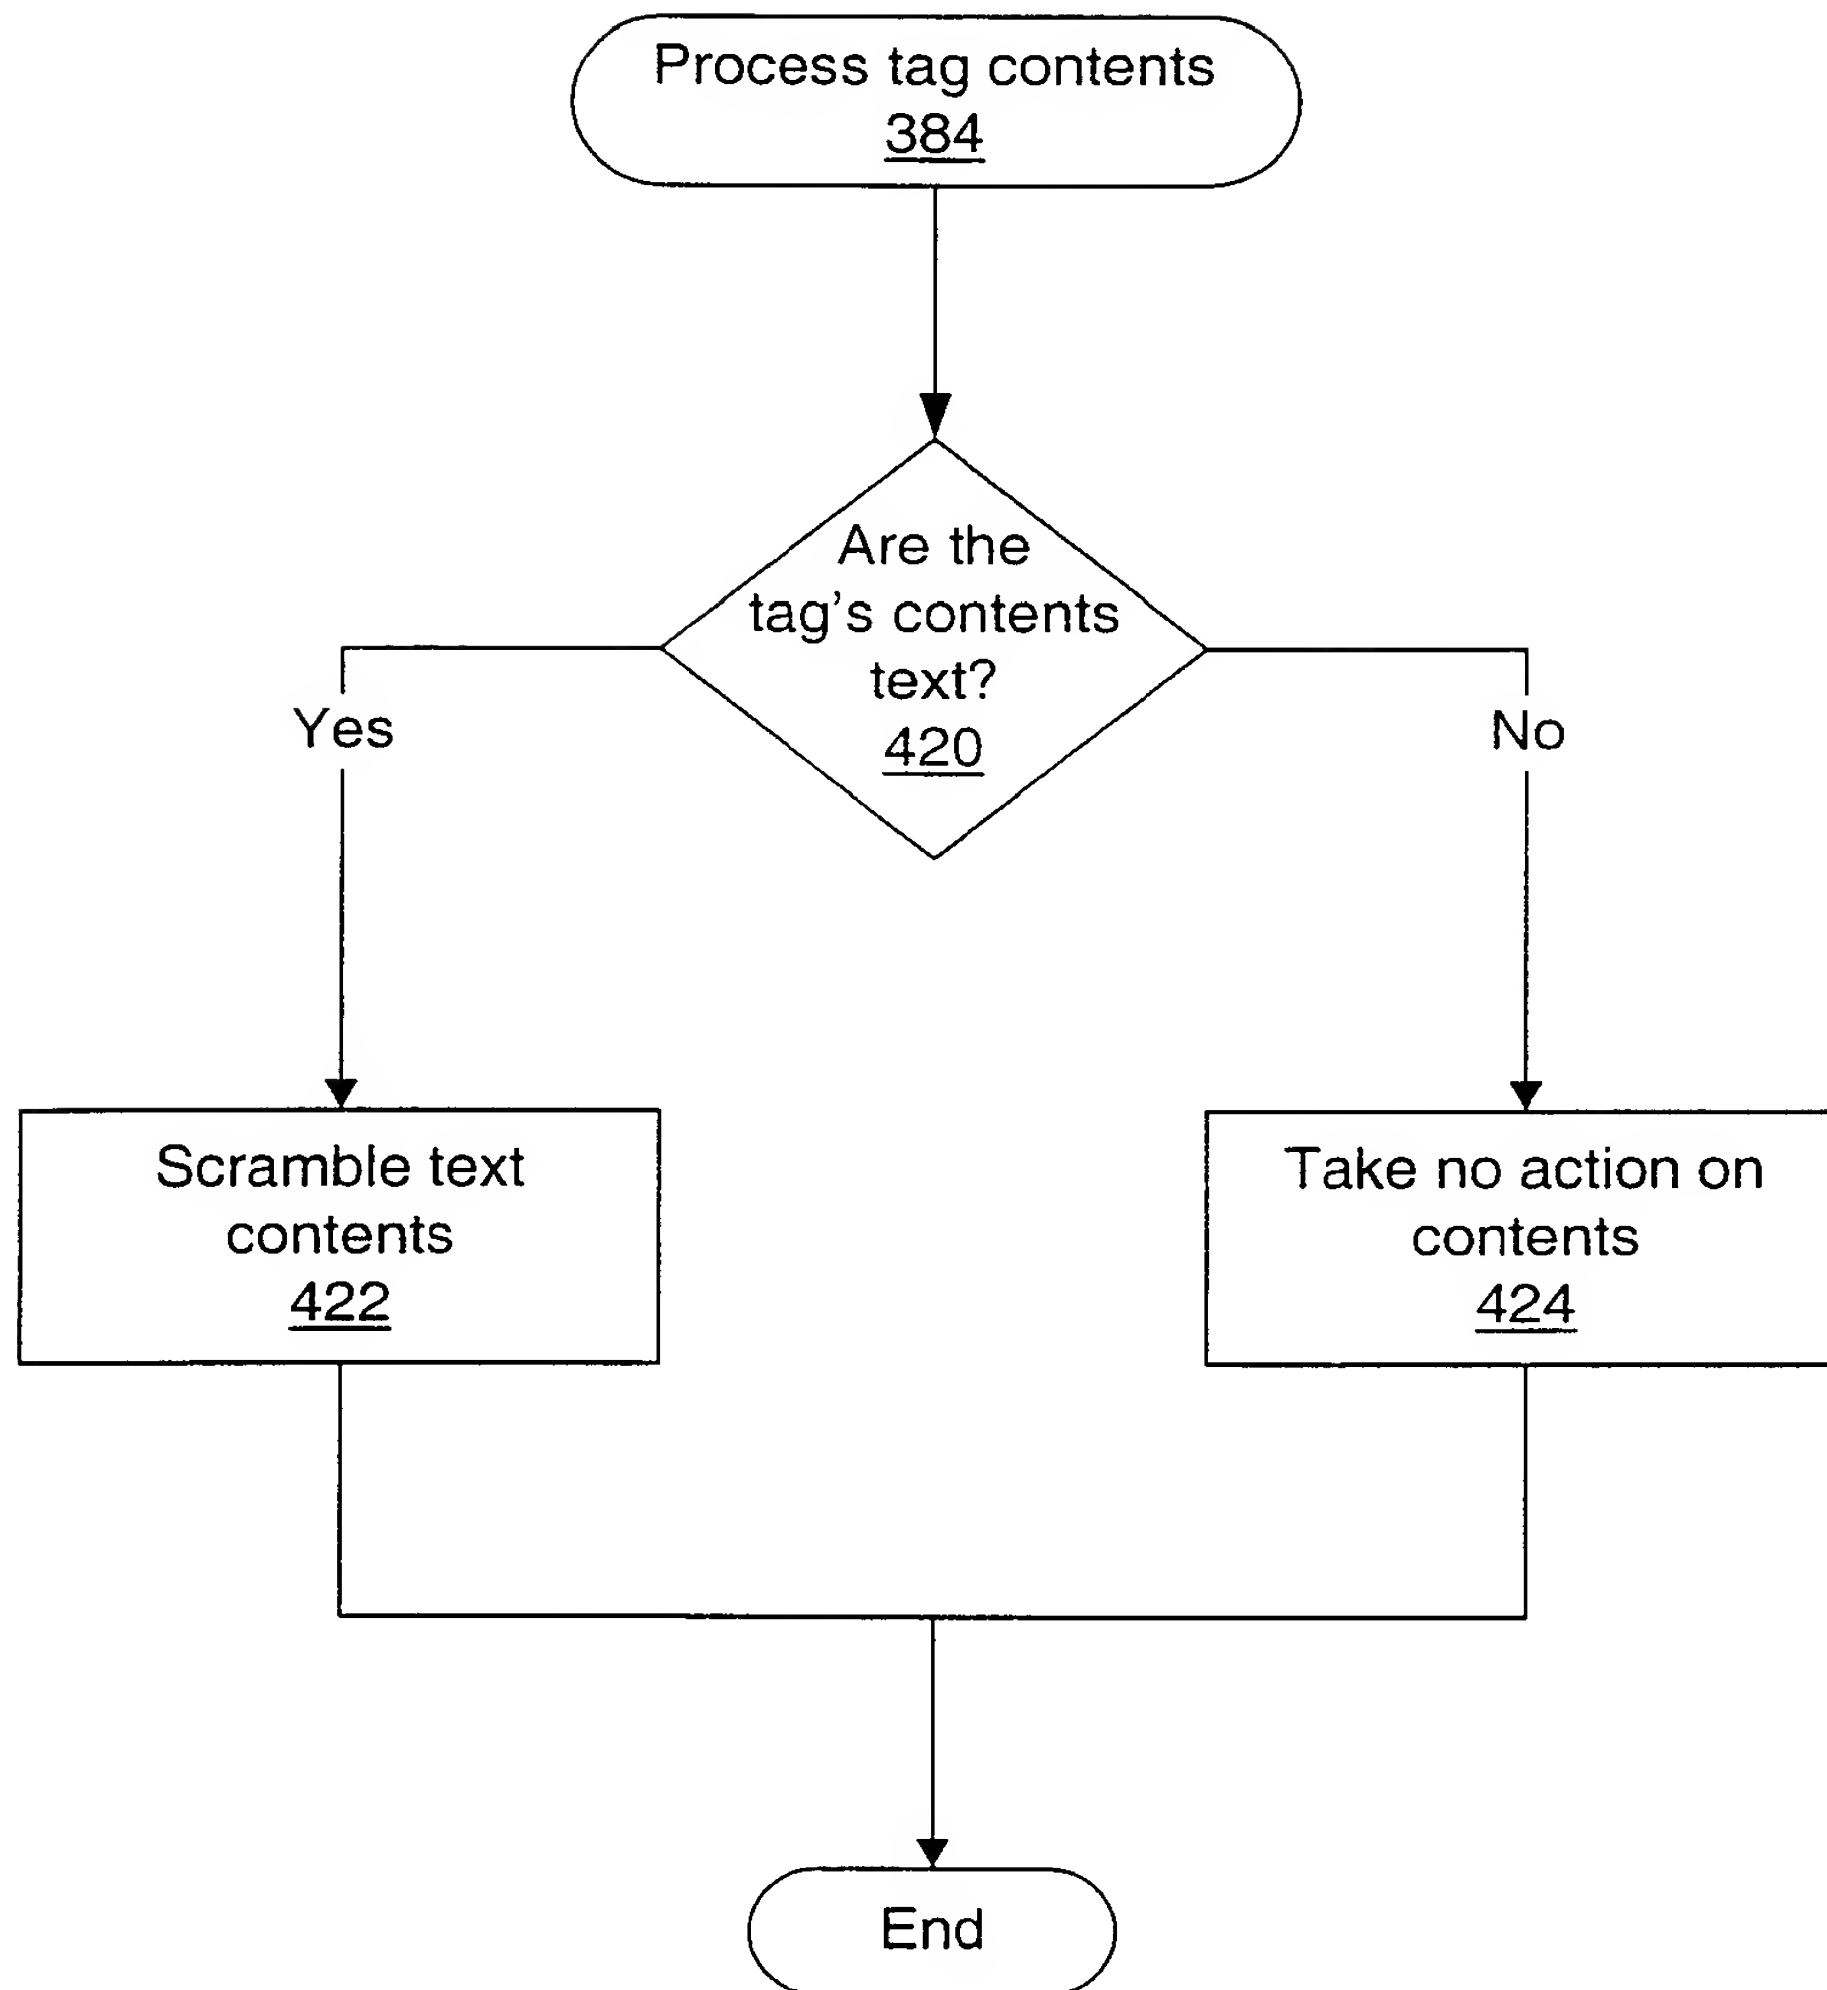 Process tag contents
384
Are the
tag's contents
text?
420
Yes
No
Scramble text
contents
422
Take no action on
contents
424
End